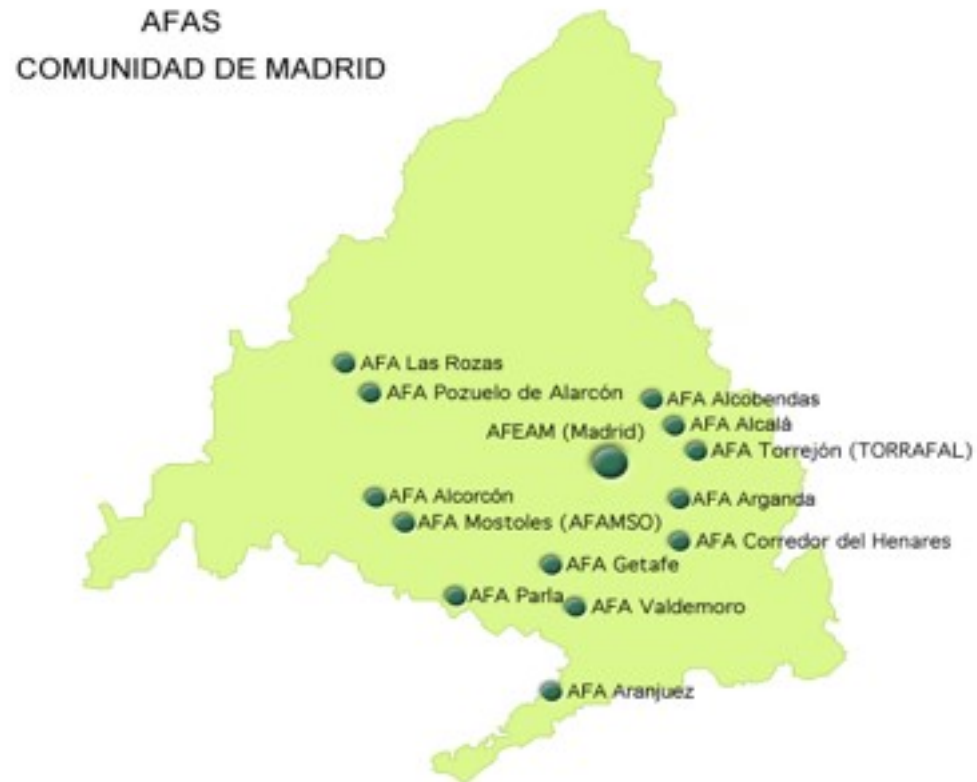 AFAS
COMUNIDAD DE MADRID
AFA Las Rozas
AFA Pozuelo de Alarcón
AFA Alcobendas
AFA Alcalá
AFEAM (Madrid)
AFA Torrejón (TORRAFAL)
AFA Alcorcón
AFA Arganda
AFA Mostoles (AFAMSO)
AFA Corredor del Henares
AFA Getafe
AFA Parla
AFA Valdemoro
AFA Aranjuez